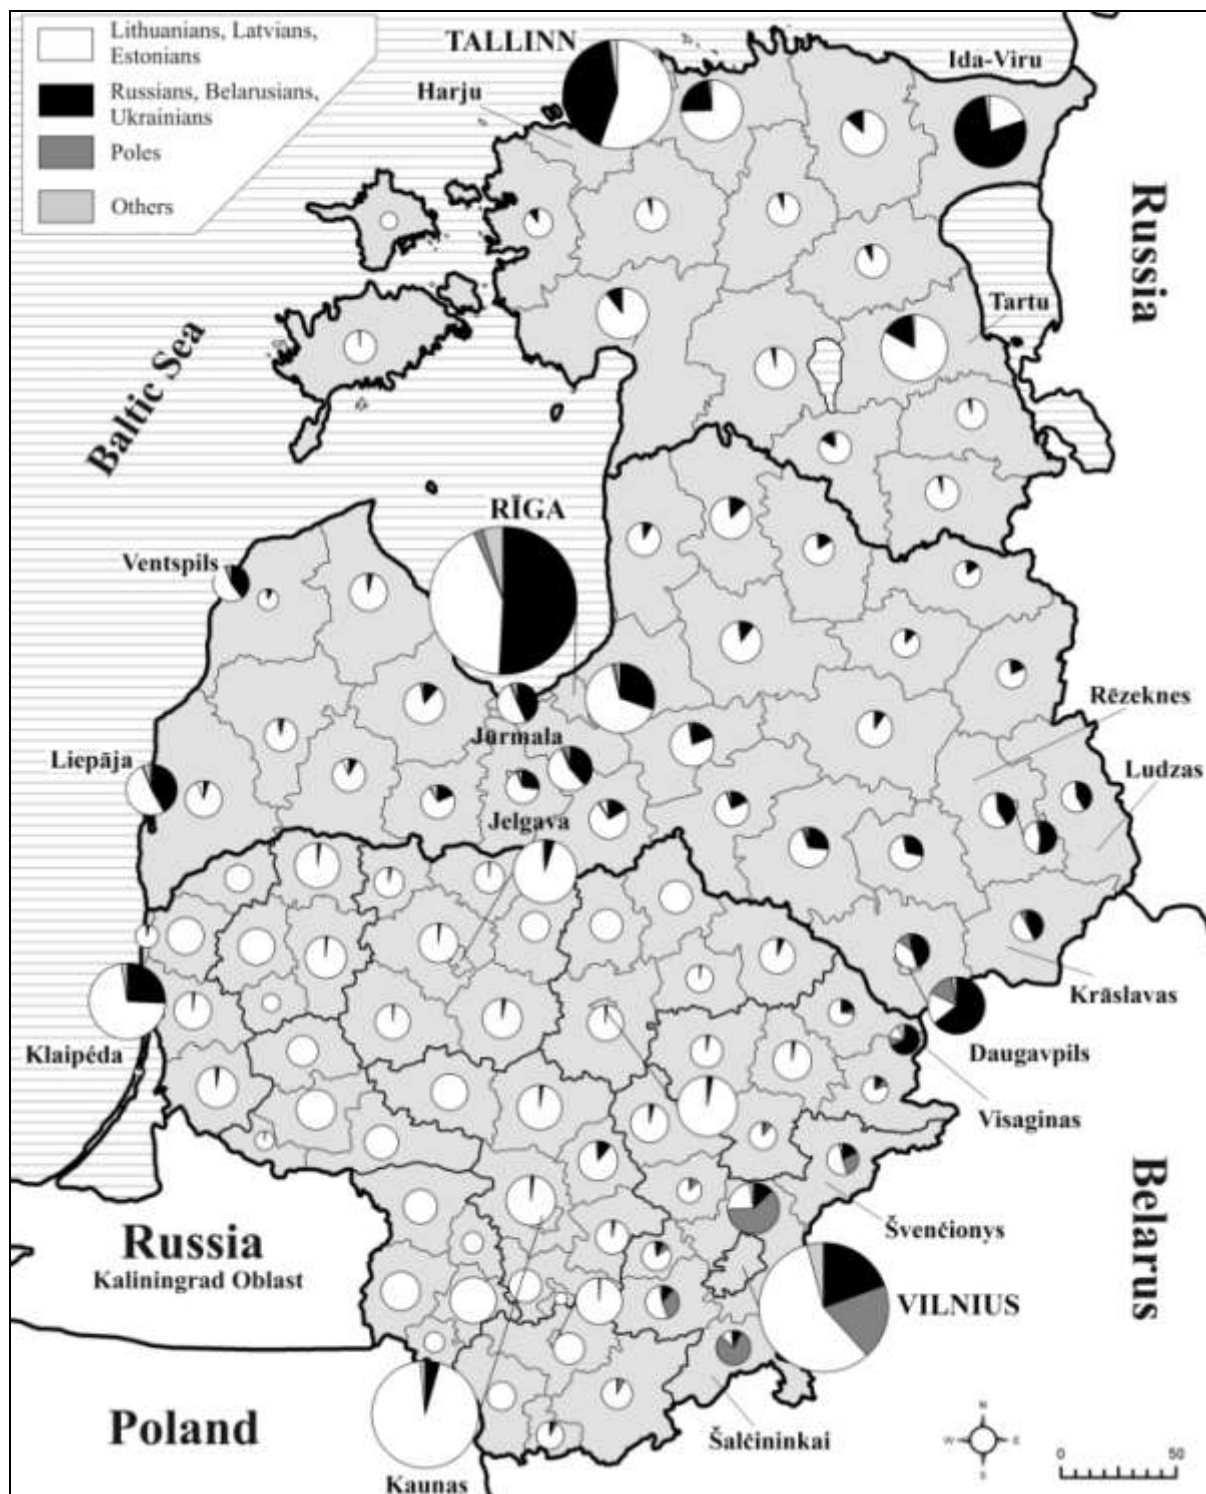 Lithuanians, Latvians,
Estonians
Russians, Belarusians,
Ukrainians
Poles
Others
TALLINN
Harju
Ida-Viru
Russia
Tartu
Baltic Sea
RĪGA
Ventspils
Rēzeknes
Liepāja
Jūrmala
Ludzas
Jelgava
Krāslavas
Klaipéda
Daugavpils
Visaginas
Belarus
Švenčionys
Russia
Kaliningrad Oblast
VILNIUS
Poland
Šalčininkai
Kaunas
N
W
E
S
0
50